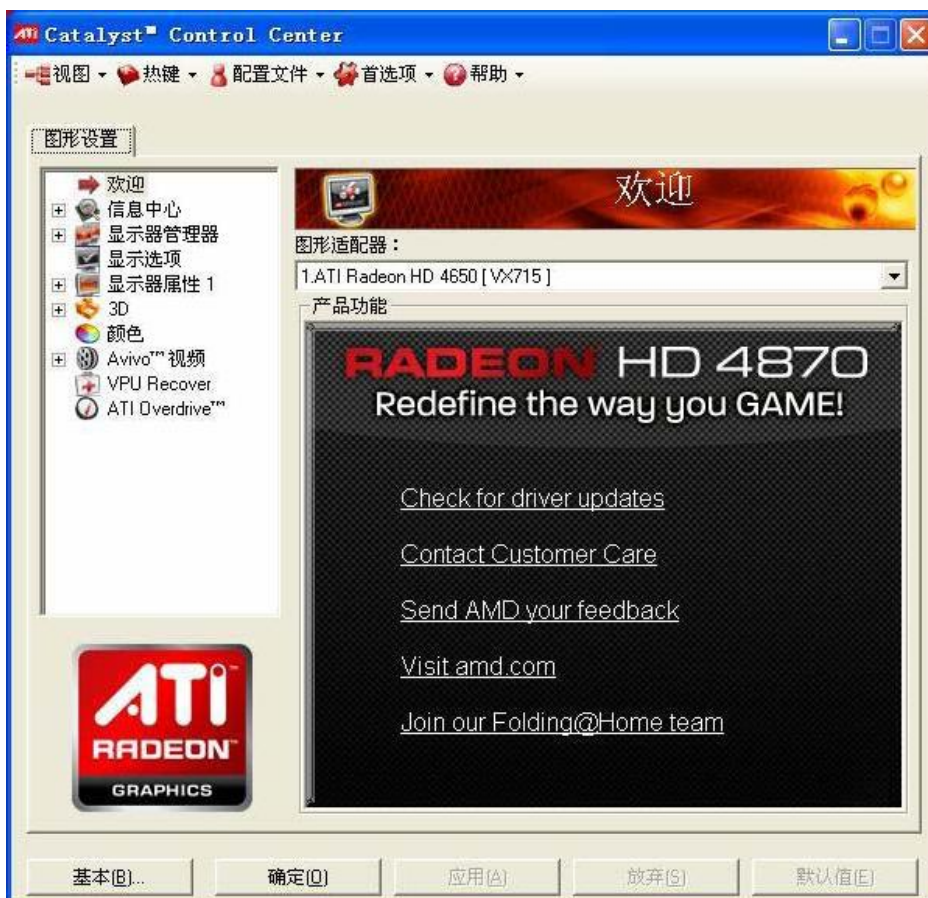 Catalyst™ Control Center
视图 热键 配置文件 首选项 帮助
图形设置
欢迎
信息中心
显示器管理器
显示选项
显示器属性 1
3D
颜色
Avivo™ 视频
VPU Recover
ATI Overdrive™
ATI
RADEON
GRAPHICS
欢迎
图形适配器：
1.ATI Radeon HD 4650 [ VX715 ]
产品功能
RADEON HD 4870
Redefine the way you GAME!
Check for driver updates
Contact Customer Care
Send AMD your feedback
Visit amd.com
Join our Folding@Home team
基本(B)... 确定(O) 应用(A) 放弃(S) 默认值(E)